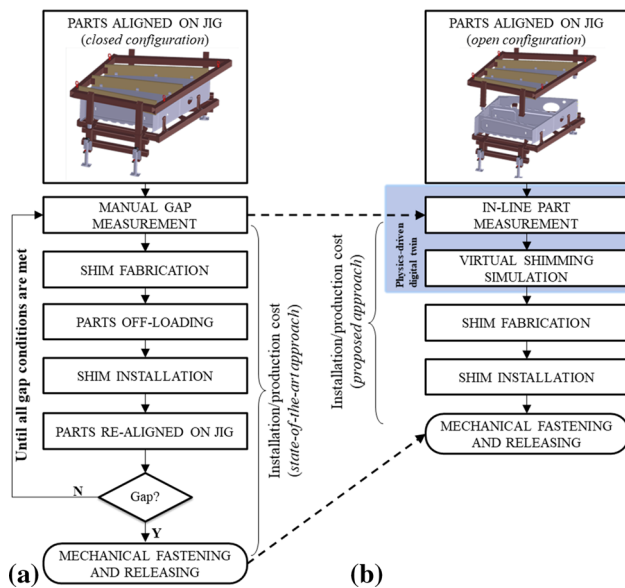 PARTS ALIGNED ON JIG
(closed configuration)
MANUAL GAP
MEASUREMENT
SHIM FABRICATION
PARTS OFF-LOADING
SHIM INSTALLATION
PARTS RE-ALIGNED ON JIG
Gap?
N
Y
MECHANICAL FASTENING
AND RELEASING
Until all gap conditions are met
Installation/production cost
(state-of-the-art approach)
(a)
PARTS ALIGNED ON JIG
(open configuration)
IN-LINE PART
MEASUREMENT
VIRTUAL SHIMMING
SIMULATION
Physics-driven
digital twin
SHIM FABRICATION
SHIM INSTALLATION
MECHANICAL FASTENING
AND RELEASING
Installation/production cost
(proposed approach)
(b)